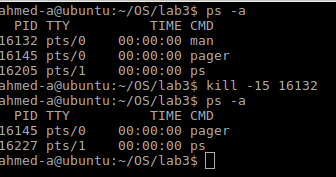 ahmed-a@ubuntu:~/OS/lab3$ ps -a
PID TTY TIME CMD
16132 pts/0 00:00:00 man
16145 pts/0 00:00:00 pager
16205 pts/1 00:00:00 ps
ahmed-a@ubuntu:~/OS/lab3$ kill -15 16132
ahmed-a@ubuntu:~/OS/lab3$ ps -a
PID TTY TIME CMD
16145 pts/0 00:00:00 pager
16227 pts/1 00:00:00 ps
ahmed-a@ubuntu:~/OS/lab3$